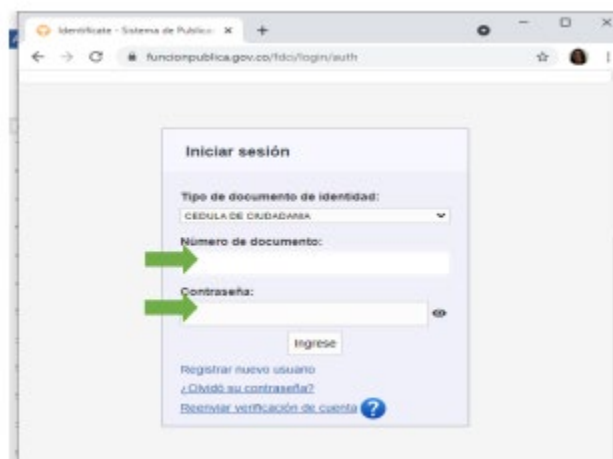 Identifícate - Sistema de Publica
funcionpublica.gov.co/fdci/login/auth
Iniciar sesión
Tipo de documento de identidad:
CEDULA DE CIUDADANIA
Número de documento:
Contraseña:
Ingrese
Registrar nuevo usuario
¿Olvidó su contraseña?
Reenviar verificación de cuenta ?